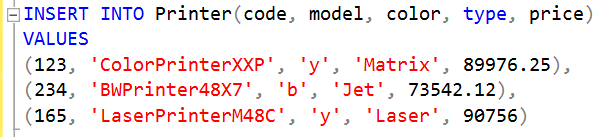 INSERT INTO Printer(code, model, color, type, price)
VALUES
(123, 'ColorPrinterXXP', 'y', 'Matrix', 89976.25),
(234, 'BWPrinter48X7', 'b', 'Jet', 73542.12),
(165, 'LaserPrinterM48C', 'y', 'Laser', 90756)